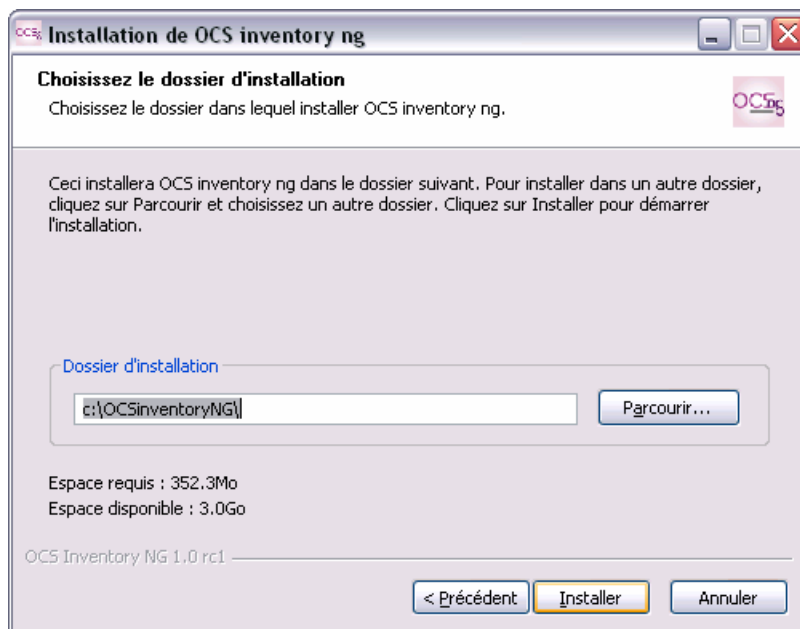 OCSng Installation de OCS inventory ng
Choisissez le dossier d'installation
Choisissez le dossier dans lequel installer OCS inventory ng.
OCSng
Ceci installera OCS inventory ng dans le dossier suivant. Pour installer dans un autre dossier,
cliquez sur Parcourir et choisissez un autre dossier. Cliquez sur Installer pour démarrer
l'installation.
Dossier d'installation
c:\OCSinventoryNG\
Parcourir...
Espace requis : 352.3Mo
Espace disponible : 3.0Go
OCS Inventory NG 1.0 rc1
< Précédent
Installer
Annuler